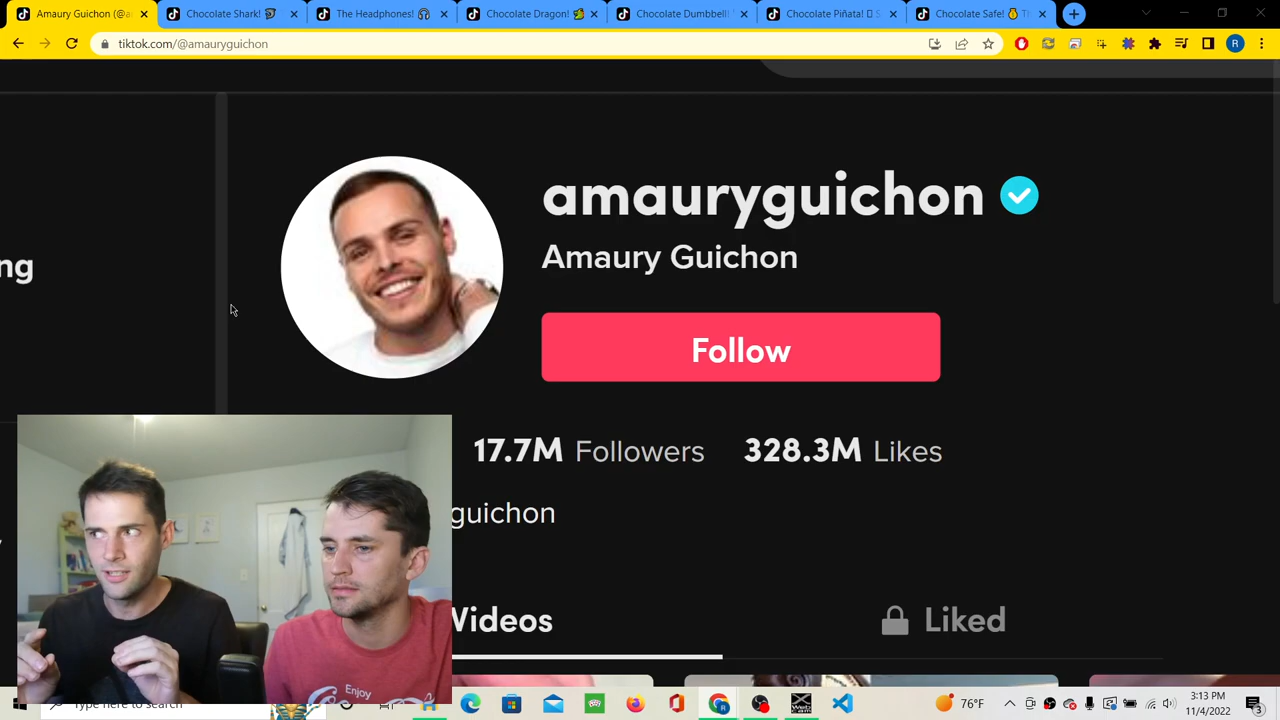 Amaury Guichon (@a
Chocolate Shark!
The Headphones!
Chocolate Dragon!
Chocolate Dumbbell!
Chocolate Piñata!
Chocolate Safe!
tiktok.com/@amauryguichon
R
amauryguichon
Amaury Guichon
ng
Follow
17.7M Followers 328.3M Likes
guichon
Videos
Liked
Enjoy
Type here to search
76°F
3:13 PM
11/4/2022
3